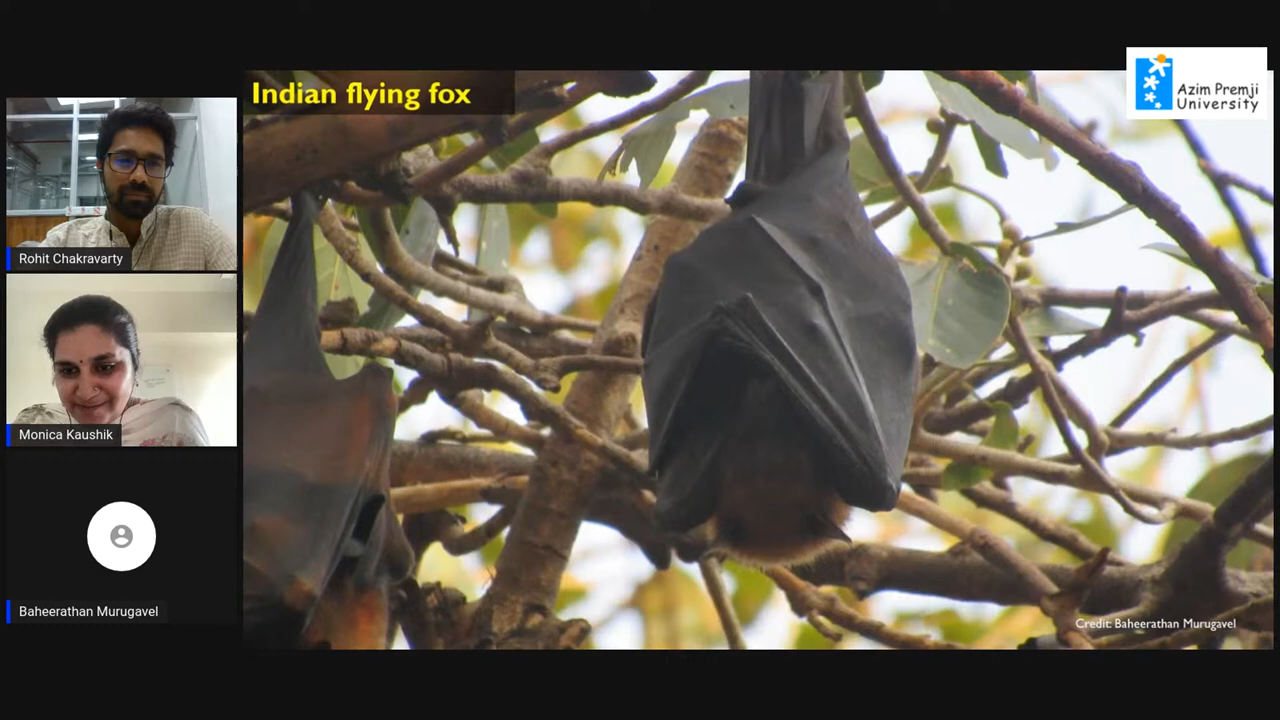 Indian flying fox
Azim Premji
University
Rohit Chakravarty
Monica Kaushik
Baheerathan Murugavel
Credit: Baheerathan Murugavel